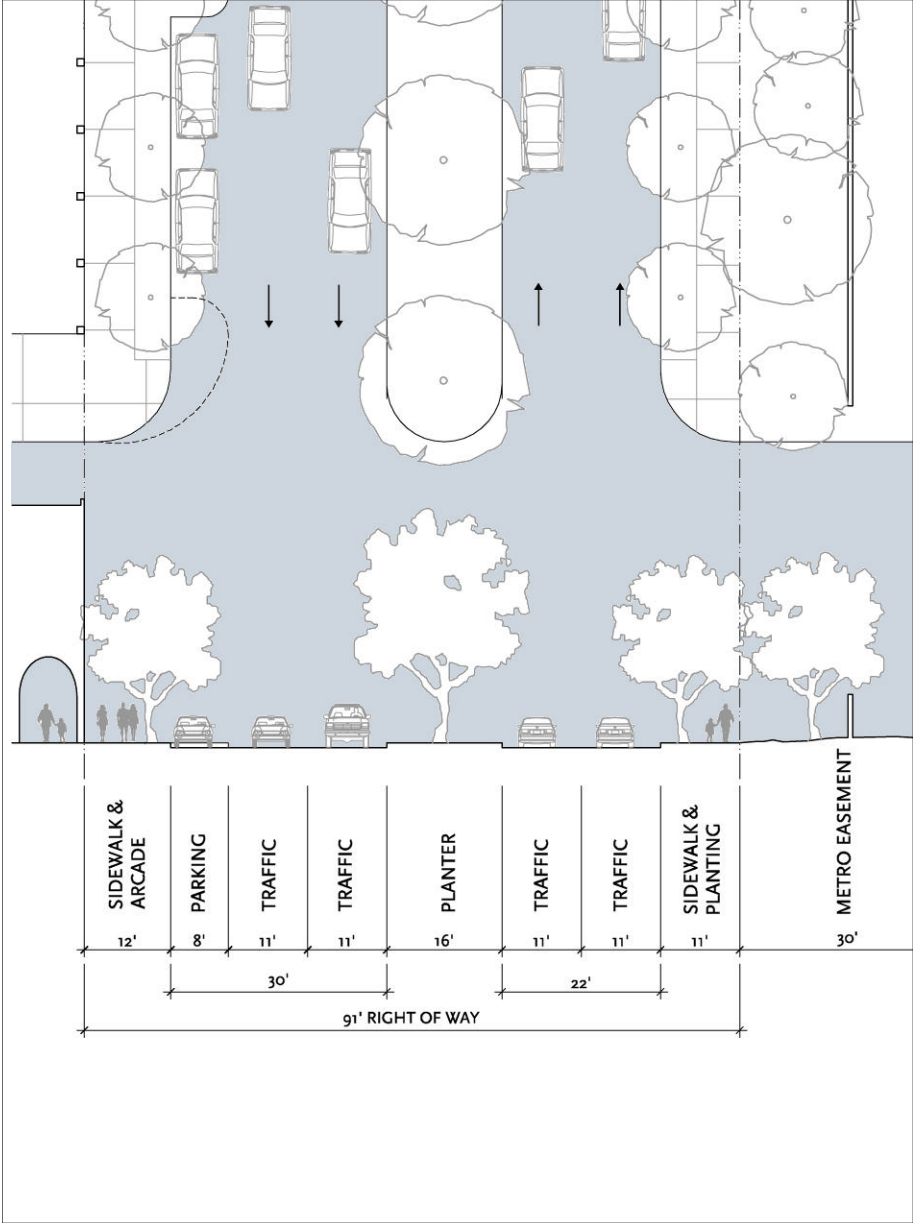 SIDEWALK &
ARCADE
PARKING
TRAFFIC
TRAFFIC
PLANTER
TRAFFIC
TRAFFIC
SIDEWALK &
PLANTING
METRO EASEMENT
12'
8'
11'
11'
16'
11'
11'
11'
30'
30'
22'
91' RIGHT OF WAY